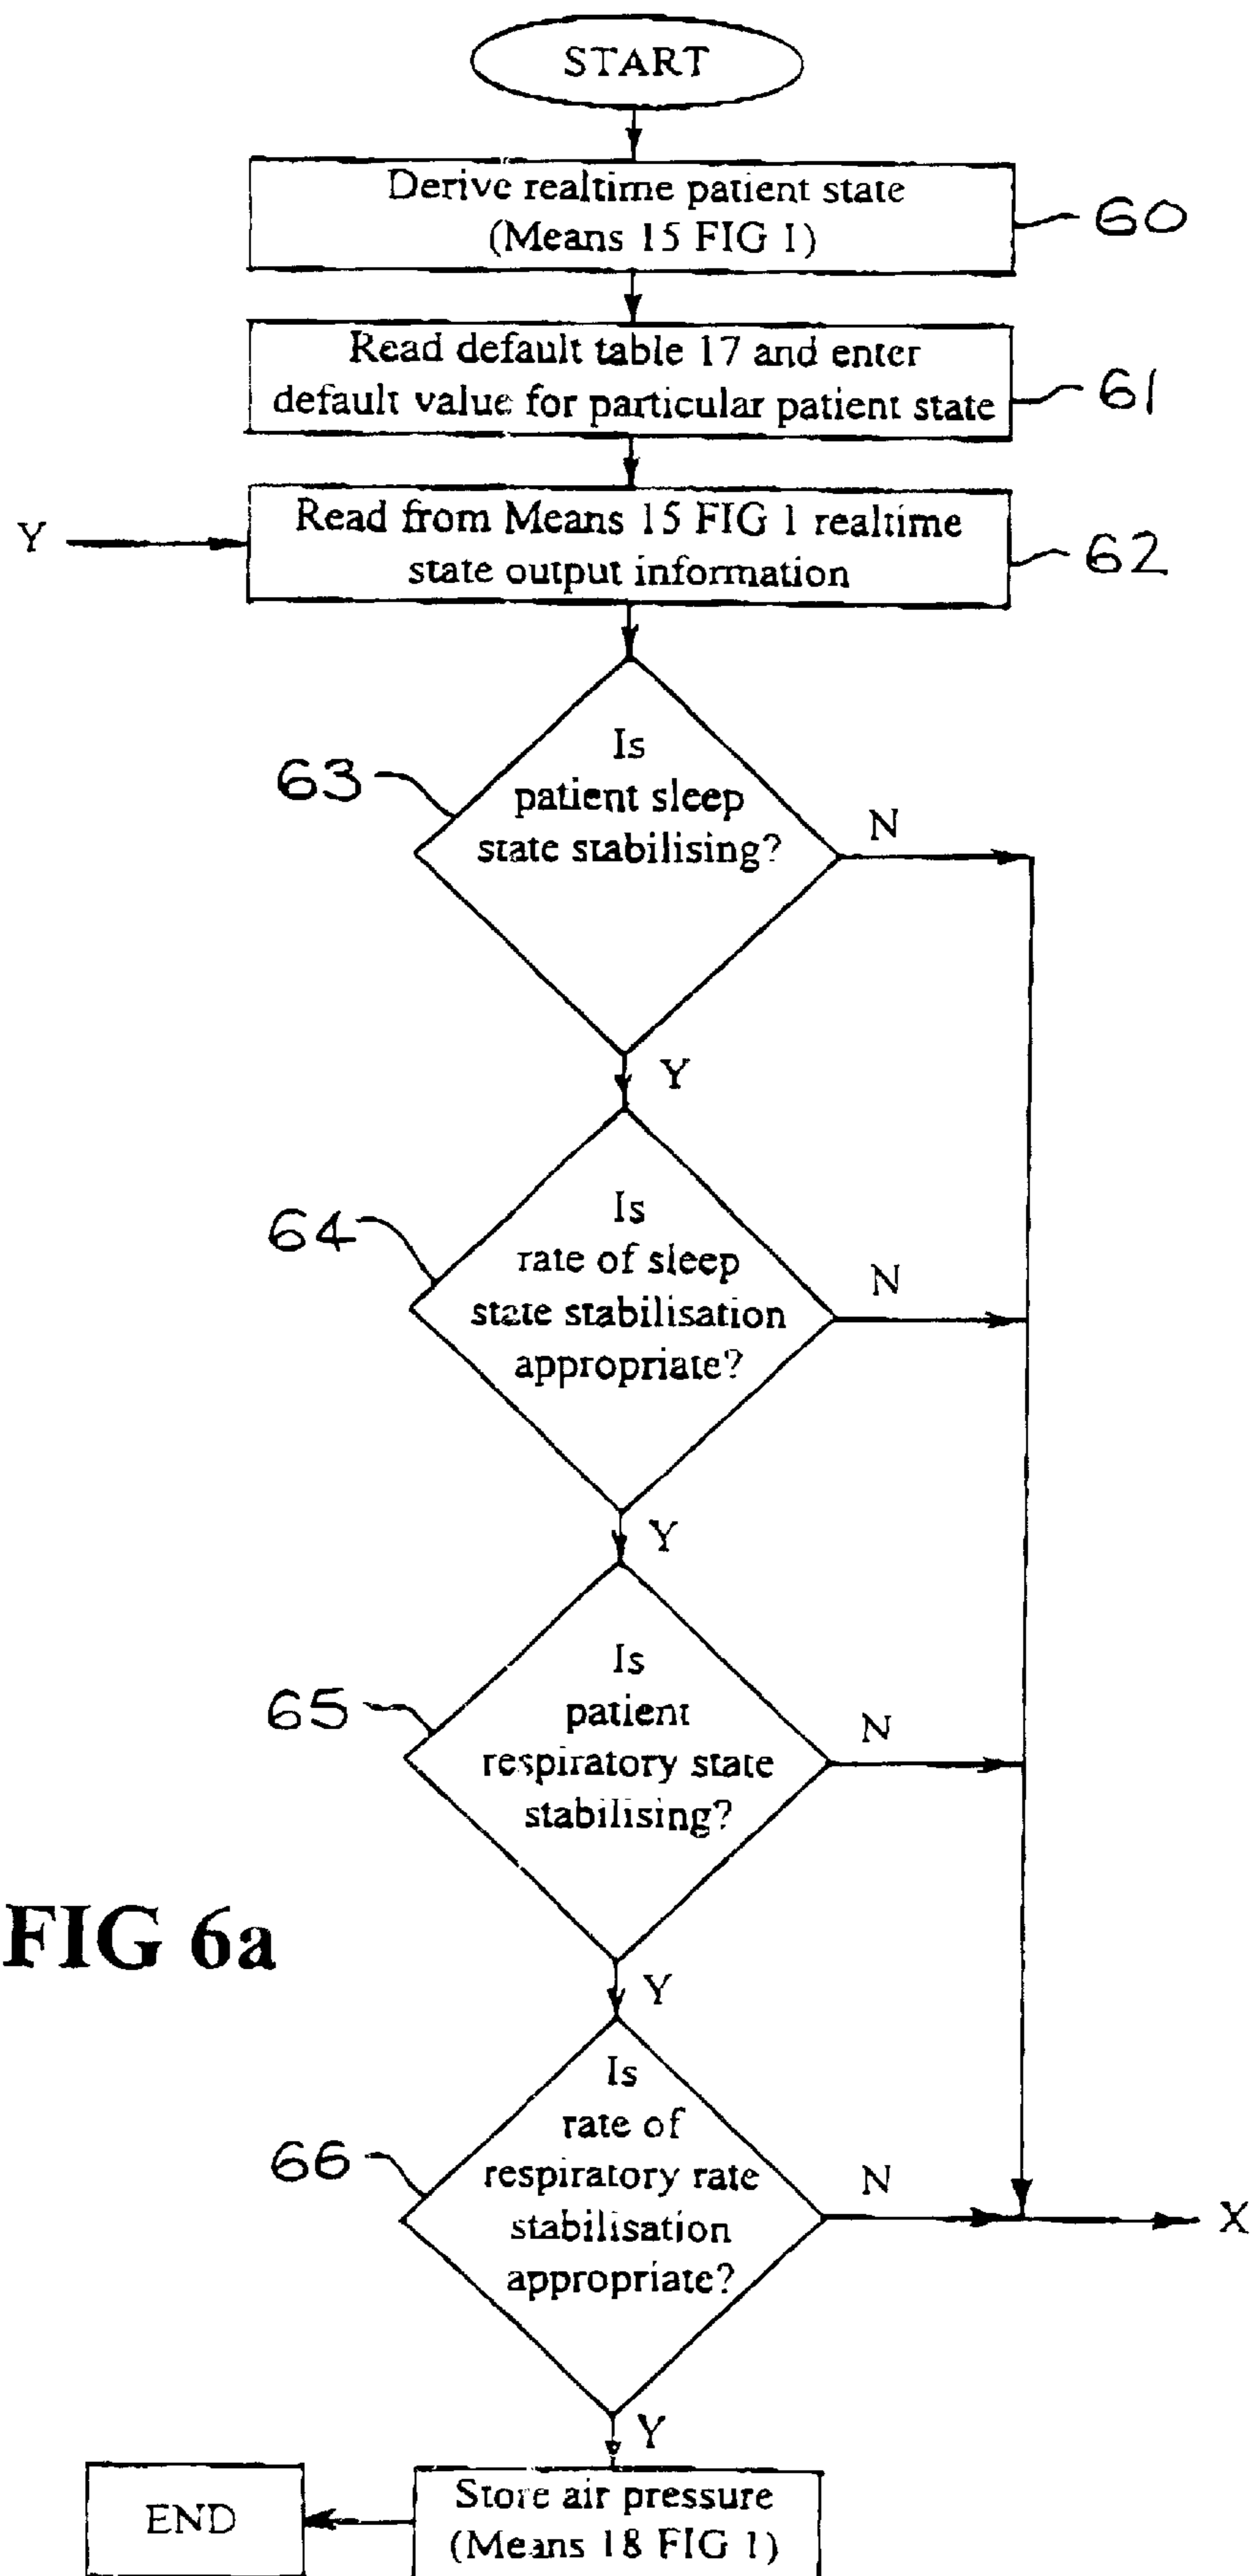 START
Derive realtime patient state
(Means 15 FIG 1)
60
Read default table 17 and enter
default value for particular patient state
61
Y
Read from Means 15 FIG 1 realtime
state output information
62
63
Is
patient sleep
state stabilising?
N
Y
64
Is
rate of sleep
state stabilisation
appropriate?
N
Y
65
Is
patient
respiratory state
stabilising?
N
FIG 6a
Y
66
Is
rate of
respiratory rate
stabilisation
appropriate?
N
X
Y
END
Store air pressure
(Means 18 FIG 1)